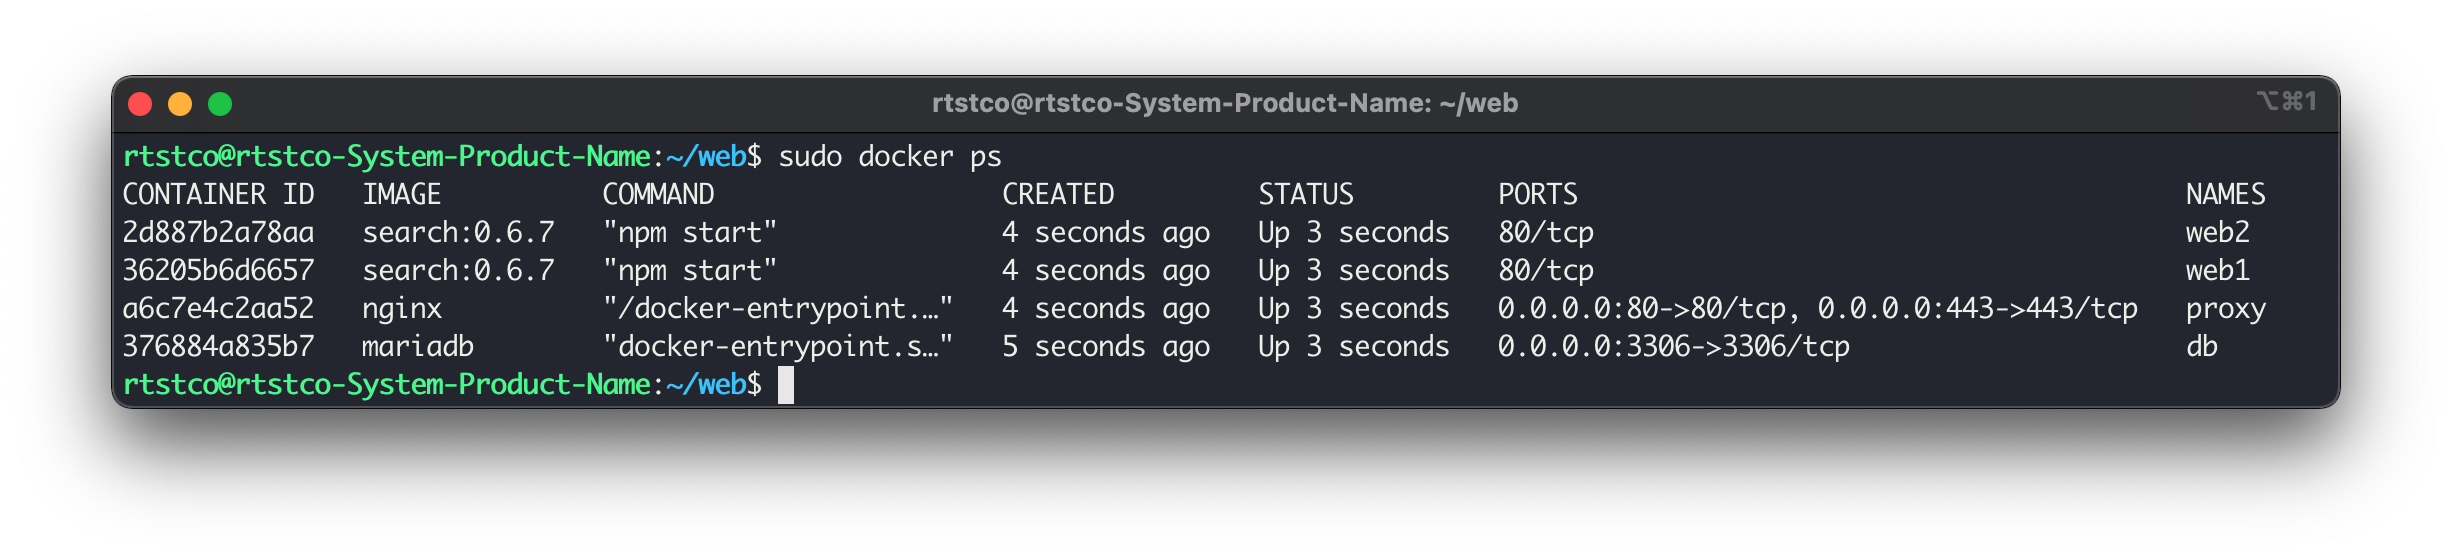 rtstco@rtstco-System-Product-Name: ~/web ⌥⌘1
rtstco@rtstco-System-Product-Name:~/web$ sudo docker ps
CONTAINER ID   IMAGE          COMMAND                  CREATED         STATUS         PORTS                                      NAMES
2d887b2a78aa   search:0.6.7   "npm start"              4 seconds ago   Up 3 seconds   80/tcp                                     web2
36205b6d6657   search:0.6.7   "npm start"              4 seconds ago   Up 3 seconds   80/tcp                                     web1
a6c7e4c2aa52   nginx          "/docker-entrypoint.…"   4 seconds ago   Up 3 seconds   0.0.0.0:80->80/tcp, 0.0.0.0:443->443/tcp   proxy
376884a835b7   mariadb        "docker-entrypoint.s…"   5 seconds ago   Up 3 seconds   0.0.0.0:3306->3306/tcp                     db
rtstco@rtstco-System-Product-Name:~/web$